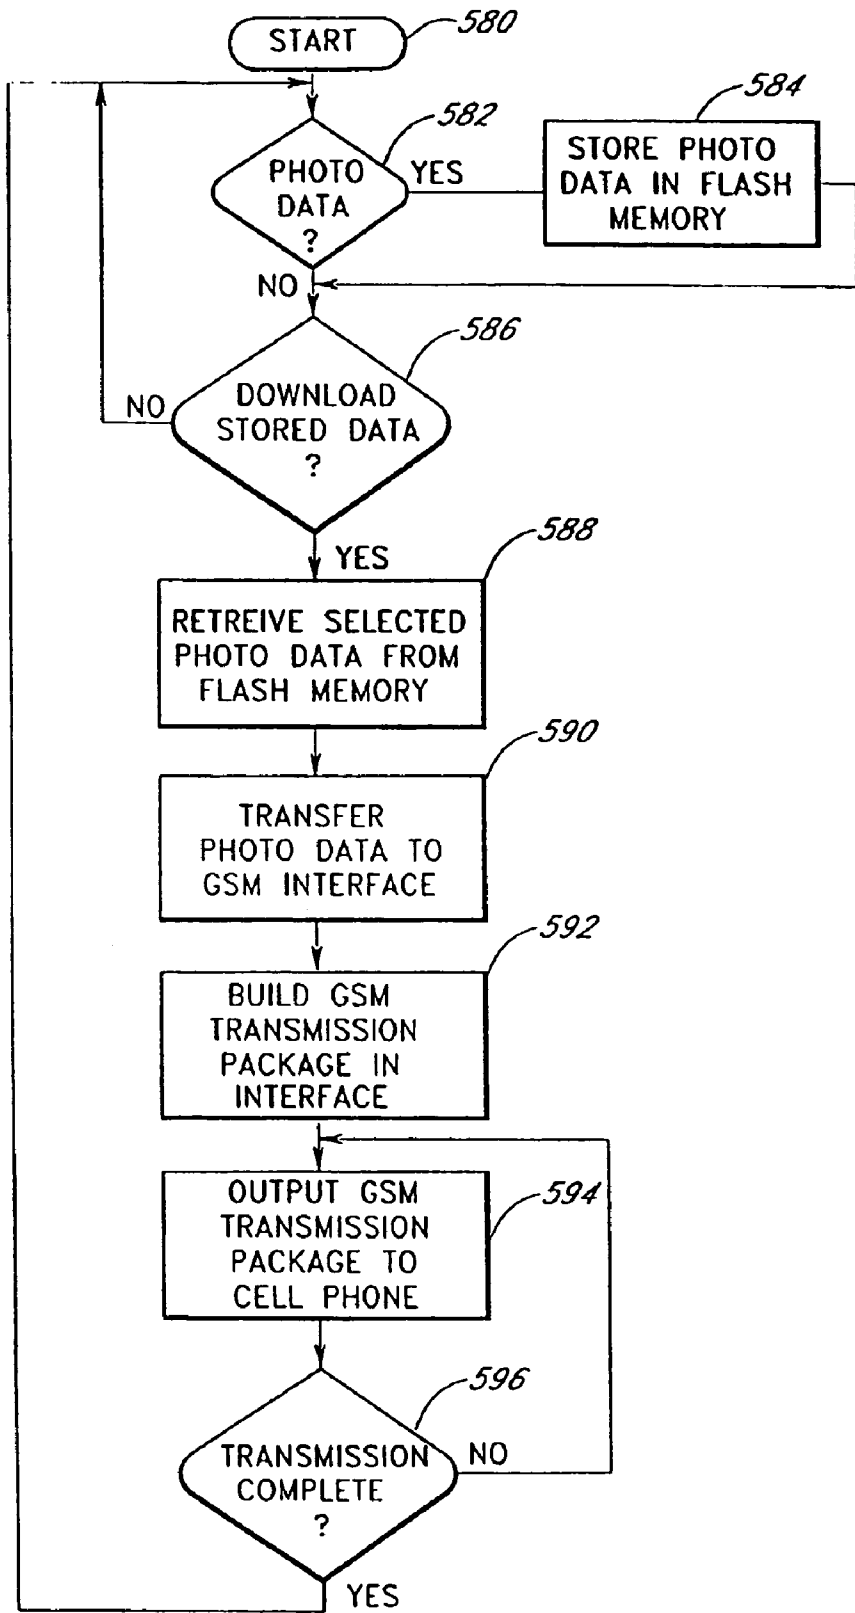 START
580
582
PHOTO
DATA
?
YES
584
STORE PHOTO
DATA IN FLASH
MEMORY
NO
586
DOWNLOAD
STORED DATA
?
NO
YES
588
RETREIVE SELECTED
PHOTO DATA FROM
FLASH MEMORY
590
TRANSFER
PHOTO DATA TO
GSM INTERFACE
592
BUILD GSM
TRANSMISSION
PACKAGE IN
INTERFACE
594
OUTPUT GSM
TRANSMISSION
PACKAGE TO
CELL PHONE
596
TRANSMISSION
COMPLETE
?
NO
YES